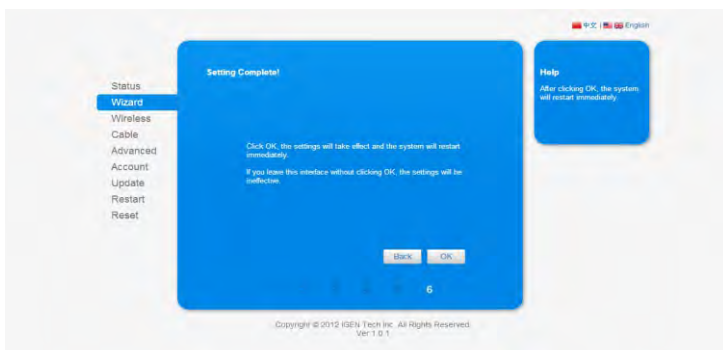 中文 | English
Setting Complete!
Help
After clicking OK, the system
will restart immediately.
Status
Wizard
Wireless
Cable
Advanced
Account
Update
Restart
Reset
Click OK, the settings will take effect and the system will restart
immediately.
If you leave this interface without clicking OK, the settings will be
ineffective.
Back OK
6
Copyright © 2012 IGEN Tech Inc. All Rights Reserved.
Ver 1.0.1